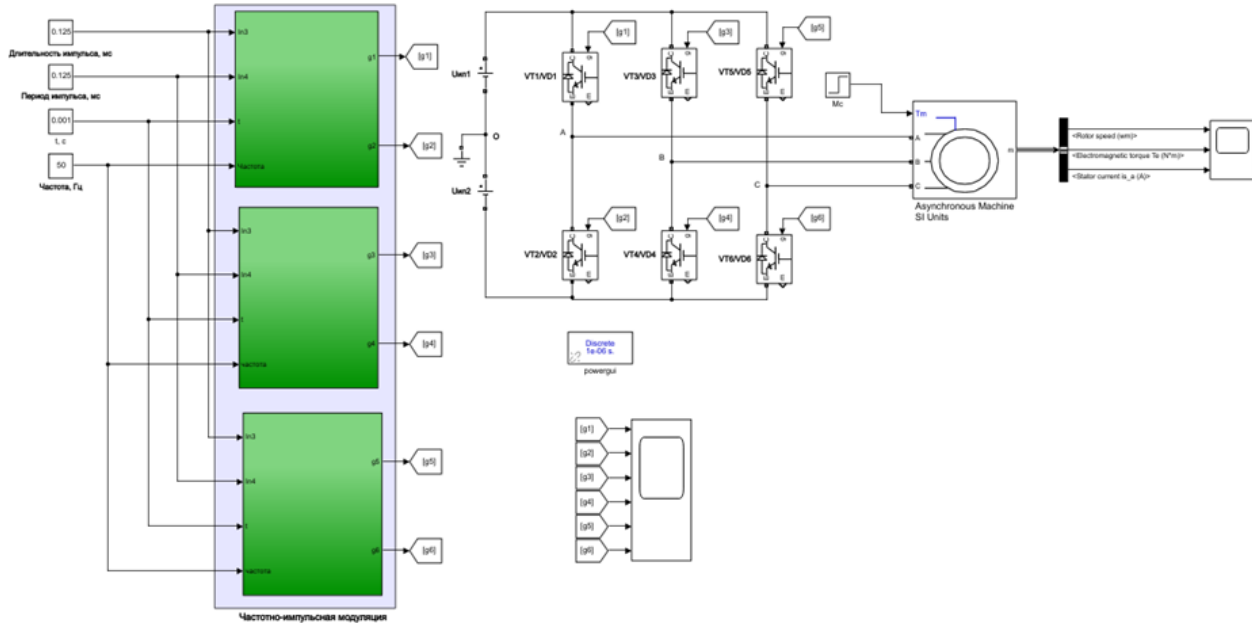 0.125
Длительность импульса, мс
0.125
Период импульса, мс
0.001
t, c
50
Частота, Гц
In3
In4
t
Частота
g1
g2
[g1]
[g2]
In3
In4
t
частота
g3
g4
[g3]
[g4]
In3
In4
t
частота
g5
g6
[g5]
[g6]
Частотно-импульсная модуляция
Uип1
Uип2
O
+
+
[g1]
[g3]
[g5]
C
g
E
C
g
E
C
g
E
VT1/VD1
VT3/VD3
VT5/VD5
A
B
C
[g2]
[g4]
[g6]
C
g
E
C
g
E
C
g
E
VT2/VD2
VT4/VD4
VT6/VD6
Mc
Tm
A
B
C
m
Asynchronous Machine
SI Units
<Rotor speed (wm)>
<Electromagnetic torque Te (N*m)>
<Stator current is_a (A)>
Discrete
1e-06 s.
powergui
[g1]
[g2]
[g3]
[g4]
[g5]
[g6]